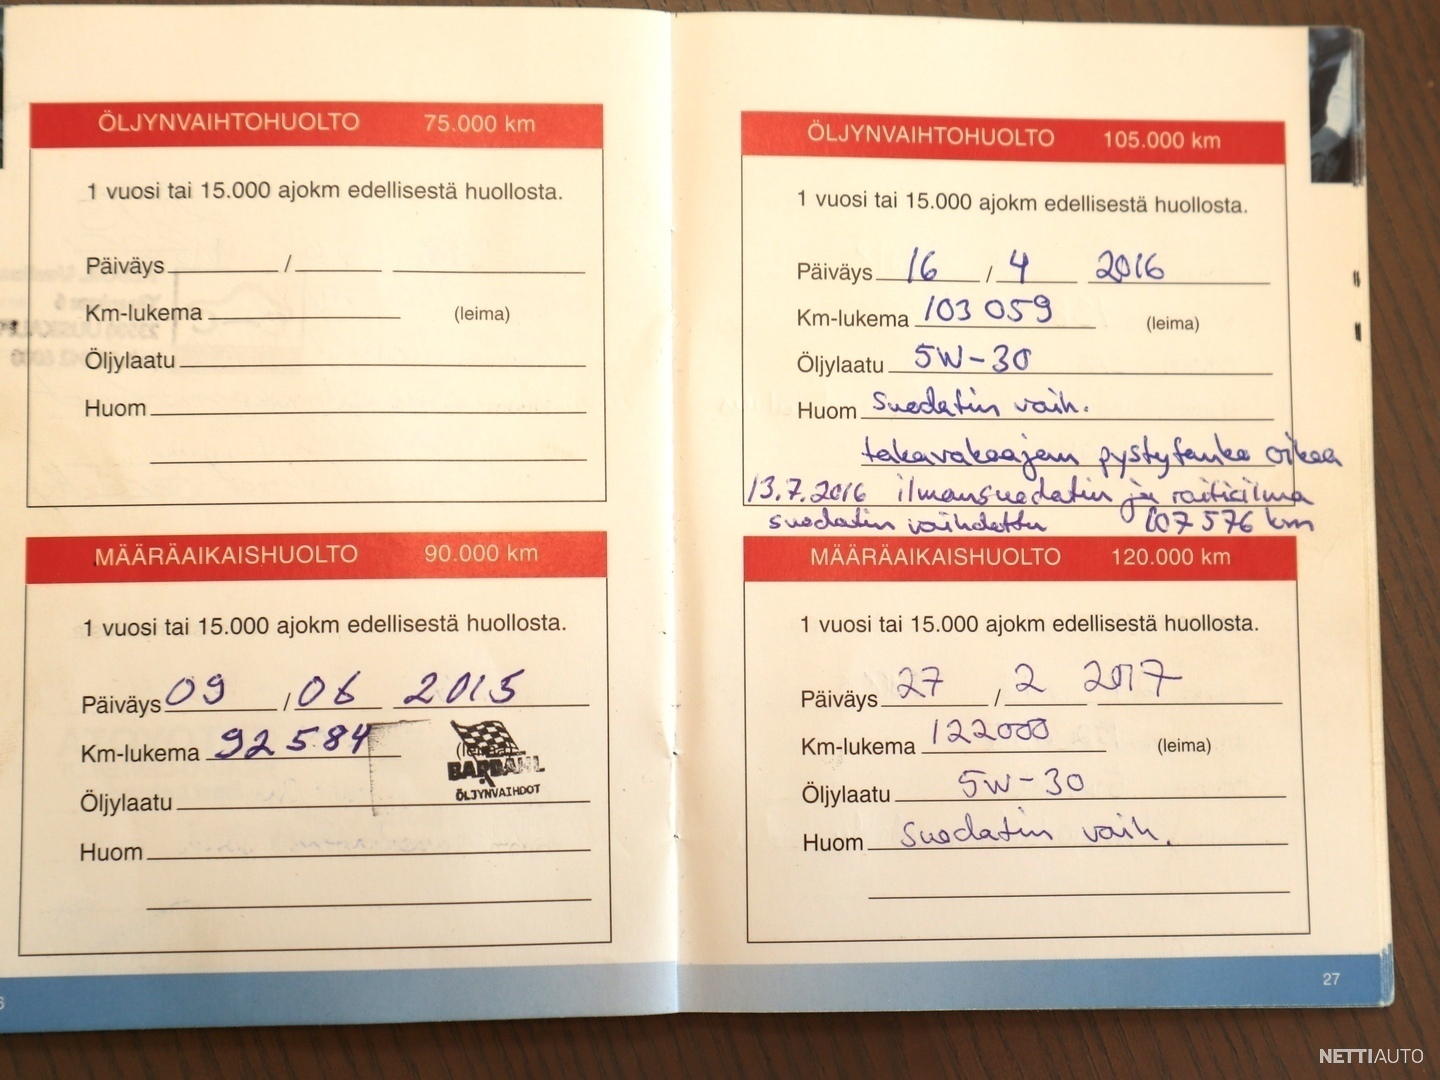 ÖLJYNVAIHTOHUOLTO 75.000 km
1 vuosi tai 15.000 ajokm edellisestä huollosta.
Päiväys / 
Km-lukema (leima)
Öljylaatu
Huom
MÄÄRÄAIKAISHUOLTO 90.000 km
1 vuosi tai 15.000 ajokm edellisestä huollosta.
Päiväys 09 / 06 2015
Km-lukema 92 584 (leima)
BARDAHL
ÖLJYNVAIHDOT
Öljylaatu
Huom
ÖLJYNVAIHTOHUOLTO 105.000 km
1 vuosi tai 15.000 ajokm edellisestä huollosta.
Päiväys 16 / 4 2016
Km-lukema 103 059 (leima)
Öljylaatu 5W-30
Huom Suodatin vaih.
takavakaajan pystytanko oikea
13.7.2016 ilmansuodatin ja raitisilma
suodatin vaihdettu 107 576 km
MÄÄRÄAIKAISHUOLTO 120.000 km
1 vuosi tai 15.000 ajokm edellisestä huollosta.
Päiväys 27 / 2 2017
Km-lukema 122000 (leima)
Öljylaatu 5W-30
Huom Suodatin vaih.
27
NETTIAUTO